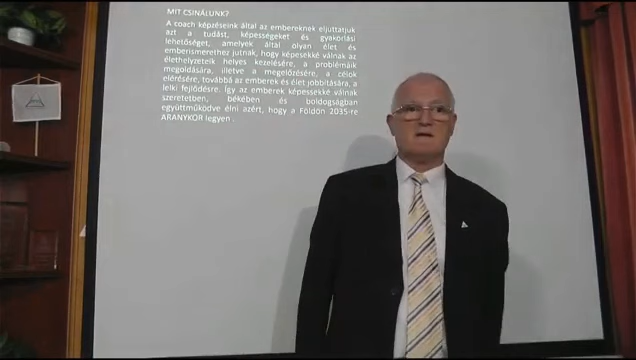 MIT CSINÁLUNK?
A coach képzéseink által az embereknek eljuttatjuk
azt a tudást, képességeket és gyakorlási
lehetőséget, amelyek által olyan élet és
emberismerethez jutnak, hogy képesekké válnak az
élethelyzeteik helyes kezelésére, a problémáik
megoldására, illetve a megelőzésére, a célok
elérésére, továbbá az emberek és élet jobbítására, a
lelki fejlődésre. Így az emberek képessekké válnak
szeretetben, békében és boldogságban
együttműködve élni azért, hogy a Földön 2035-re
ARANYKOR legyen .